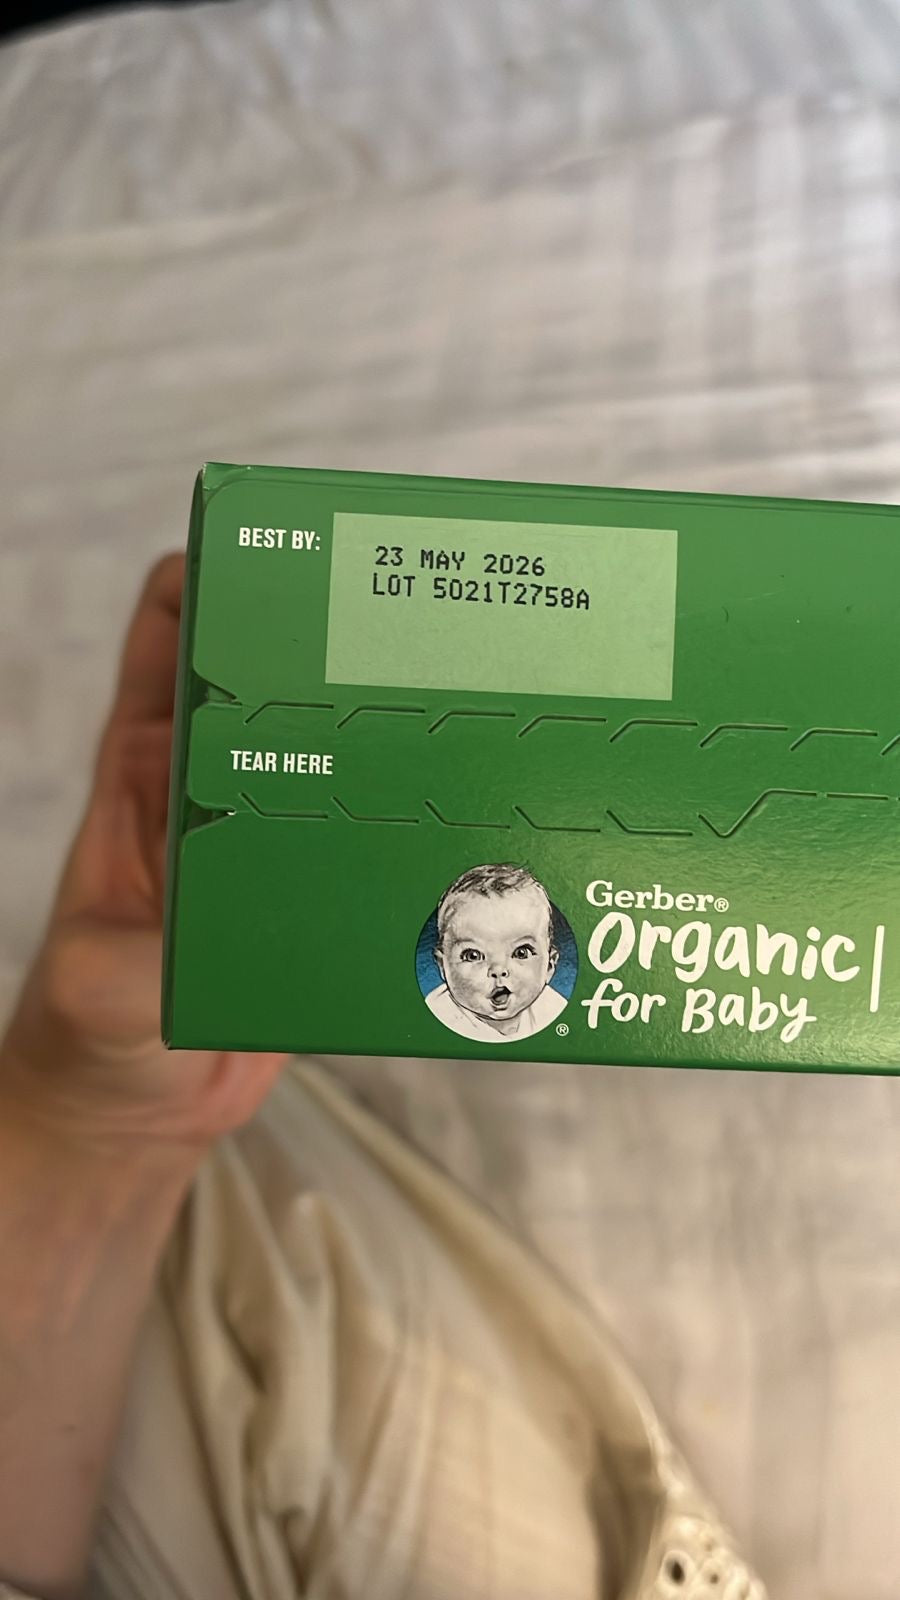 BEST BY:
23 MAY 2026
LOT 5021T2758A
TEAR HERE
Gerber®
Organic
for Baby
®